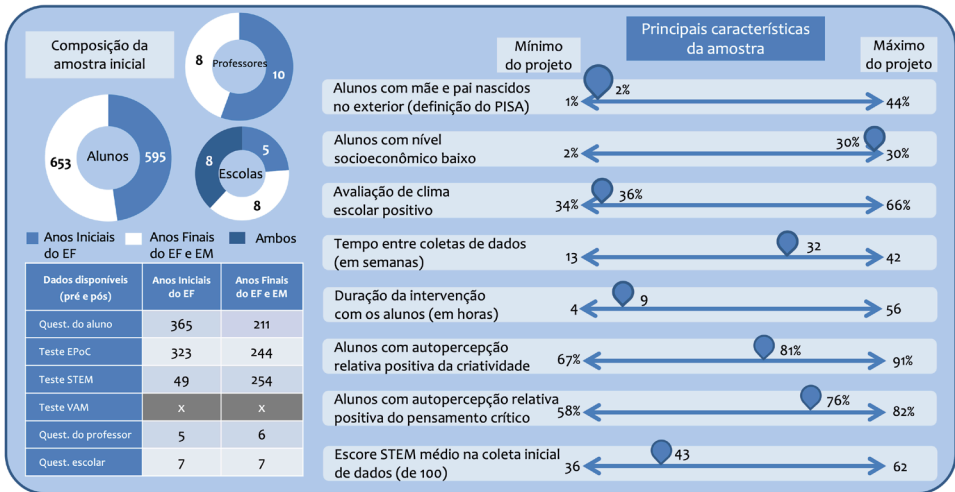 Composição da
amostra inicial
8
Professores
10
653
Alunos
595
8
5
Escolas
8
Anos Iniciais
do EF
Anos Finais
do EF e EM
Ambos
Dados disponíveis
(pré e pós)
Anos Iniciais
do EF
Anos Finais
do EF e EM
Quest. do aluno
365
211
Teste EPoC
323
244
Teste STEM
49
254
Teste VAM
x
x
Quest. do professor
5
6
Quest. escolar
7
7
Principais características
da amostra
Mínimo
do projeto
Máximo
do projeto
Alunos com mãe e pai nascidos
no exterior (definição do PISA)
1%
2%
44%
Alunos com nível
socioeconômico baixo
2%
30%
30%
Avaliação de clima
escolar positivo
34%
36%
66%
Tempo entre coletas de dados
(em semanas)
13
32
42
Duração da intervenção
com os alunos (em horas)
4
9
56
Alunos com autopercepção
relativa positiva da criatividade
67%
81%
91%
Alunos com autopercepção relativa
positiva do pensamento crítico
58%
76%
82%
Escore STEM médio na coleta inicial
de dados (de 100)
36
43
62